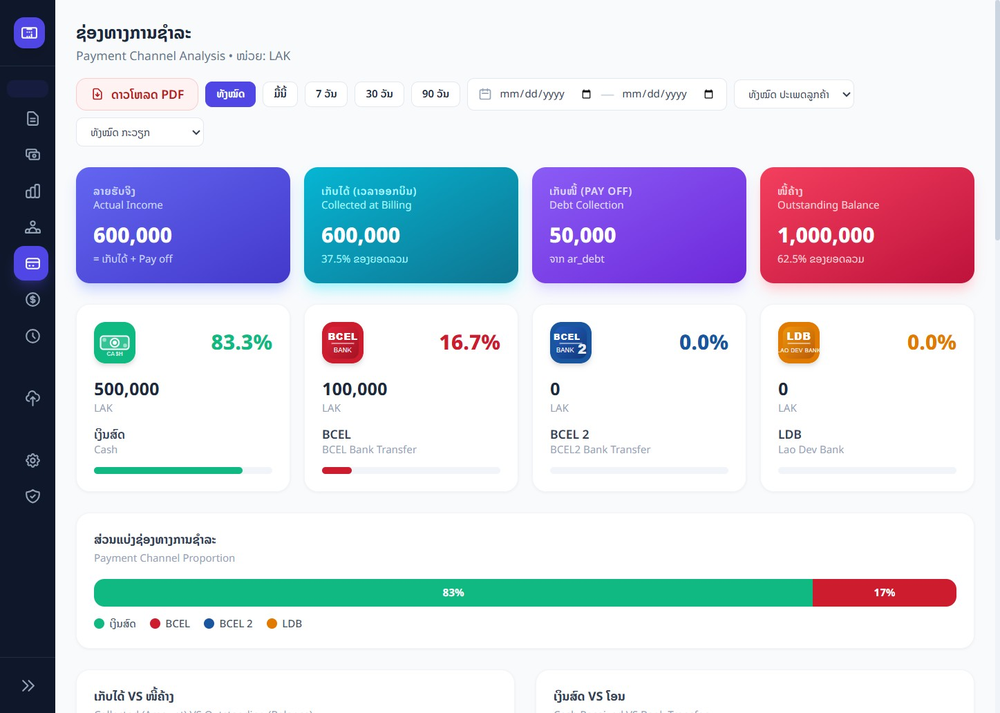 ຊ່ອງທາງການຊຳລະ
Payment Channel Analysis • ໜ່ວຍ: LAK
ດາວໂຫລດ PDF
ທັງໝົດ
ມື້ນີ້
7 ວັນ
30 ວັນ
90 ວັນ
mm/dd/yyyy — mm/dd/yyyy
ທັງໝົດ ປະເພດລູກຄ້າ
ທັງໝົດ ກະວຽກ
ລາຍຮັບຈິງ
Actual Income
600,000
= ເກັບໄດ້ + Pay off
ເກັບໄດ້ (ເວລາອອກບິນ)
Collected at Billing
600,000
37.5% ຂອງຍອດລວມ
ເກັບໜີ້ (PAY OFF)
Debt Collection
50,000
ຈາກ ar_debt
ໜີ້ຄ້າງ
Outstanding Balance
1,000,000
62.5% ຂອງຍອດລວມ
CASH
83.3%
500,000
LAK
ເງິນສົດ
Cash
BCEL
BANK
16.7%
100,000
LAK
BCEL
BCEL Bank Transfer
BCEL
BANK 2
0.0%
0
LAK
BCEL 2
BCEL2 Bank Transfer
LDB
LAO DEV BANK
0.0%
0
LAK
LDB
Lao Dev Bank
ສ່ວນແບ່ງຊ່ອງທາງການຊຳລະ
Payment Channel Proportion
83%
17%
ເງິນສົດ
BCEL
BCEL 2
LDB
ເກັບໄດ້ VS ໜີ້ຄ້າງ
ເງິນສົດ VS ໂອນ